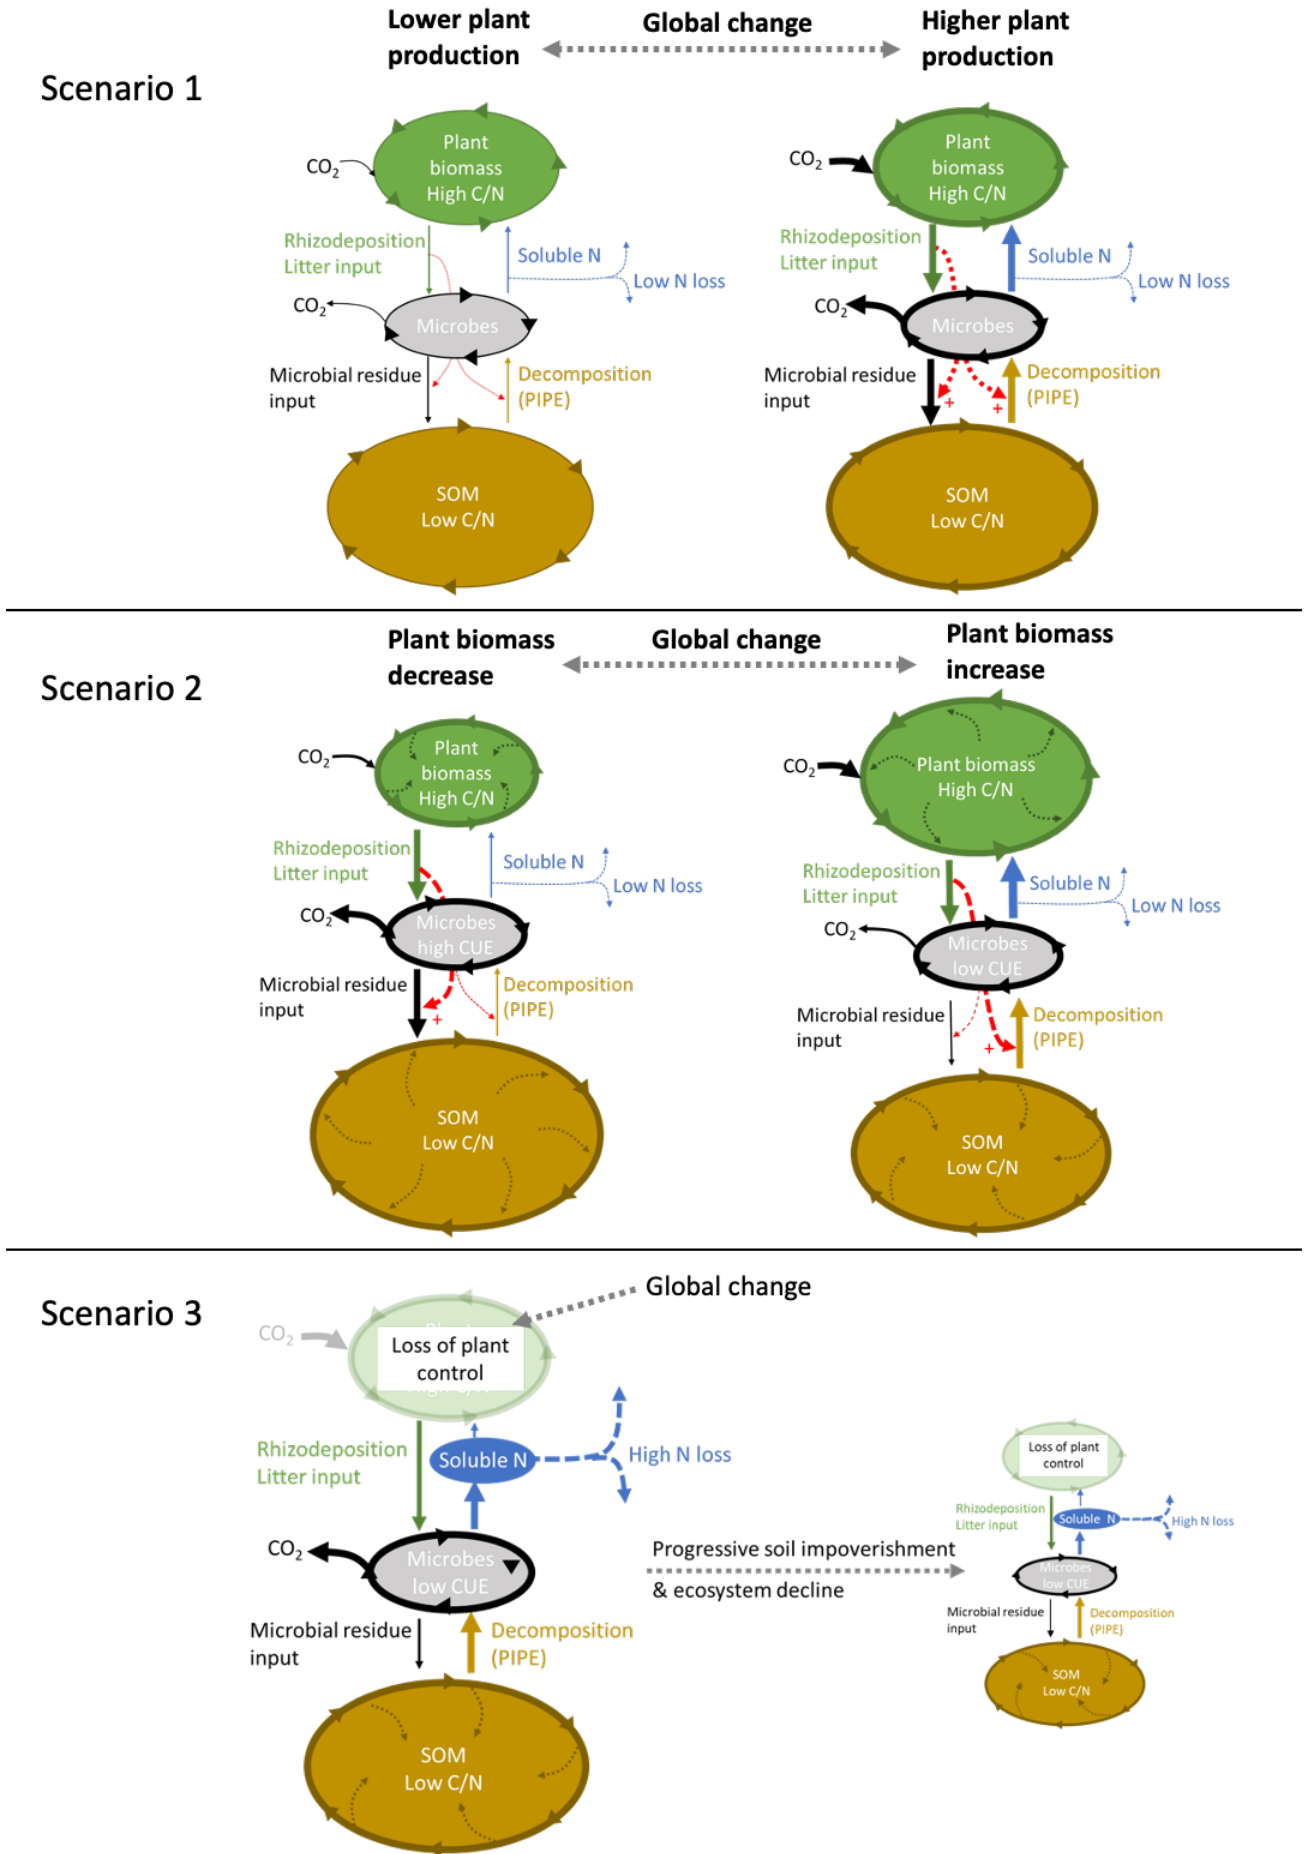 Scenario 1
Lower plant
production
Global change
Higher plant
production
Plant
biomass
High C/N
CO2
Rhizodeposition
Litter input
Soluble N
Low N loss
CO2
Microbes
Microbial residue
input
Decomposition
(PIPE)
SOM
Low C/N
Plant
biomass
High C/N
CO2
Rhizodeposition
Litter input
Soluble N
Low N loss
CO2
Microbes
Microbial residue
input
+
+
Decomposition
(PIPE)
SOM
Low C/N
Scenario 2
Plant biomass
decrease
Global change
Plant biomass
increase
CO2
Plant
biomass
High C/N
Rhizodeposition
Litter input
Soluble N
Low N loss
CO2
Microbes
high CUE
Microbial residue
input
+
Decomposition
(PIPE)
SOM
Low C/N
CO2
Plant biomass
High C/N
Rhizodeposition
Litter input
Soluble N
Low N loss
CO2
Microbes
low CUE
Microbial residue
input
+
Decomposition
(PIPE)
SOM
Low C/N
Scenario 3
Global change
CO2
Loss of plant
control
Rhizodeposition
Litter input
Soluble N
High N loss
CO2
Microbes
low CUE
Microbial residue
input
Decomposition
(PIPE)
SOM
Low C/N
Progressive soil impoverishment
& ecosystem decline
Loss of plant
control
Rhizodeposition
Litter input
Soluble N
High N loss
Microbes
low CUE
Microbial residue
input
Decomposition
(PIPE)
SOM
Low C/N